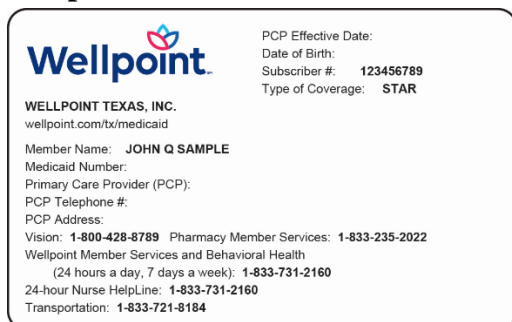 Wellpoint
PCP Effective Date:
Date of Birth:
Subscriber #: 123456789
Type of Coverage: STAR
WELLPOINT TEXAS, INC.
wellpoint.com/tx/medicaid
Member Name: JOHN Q SAMPLE
Medicaid Number:
Primary Care Provider (PCP):
PCP Telephone #:
PCP Address:
Vision: 1-800-428-8789 Pharmacy Member Services: 1-833-235-2022
Wellpoint Member Services and Behavioral Health
(24 hours a day, 7 days a week): 1-833-731-2160
24-hour Nurse HelpLine: 1-833-731-2160
Transportation: 1-833-721-8184